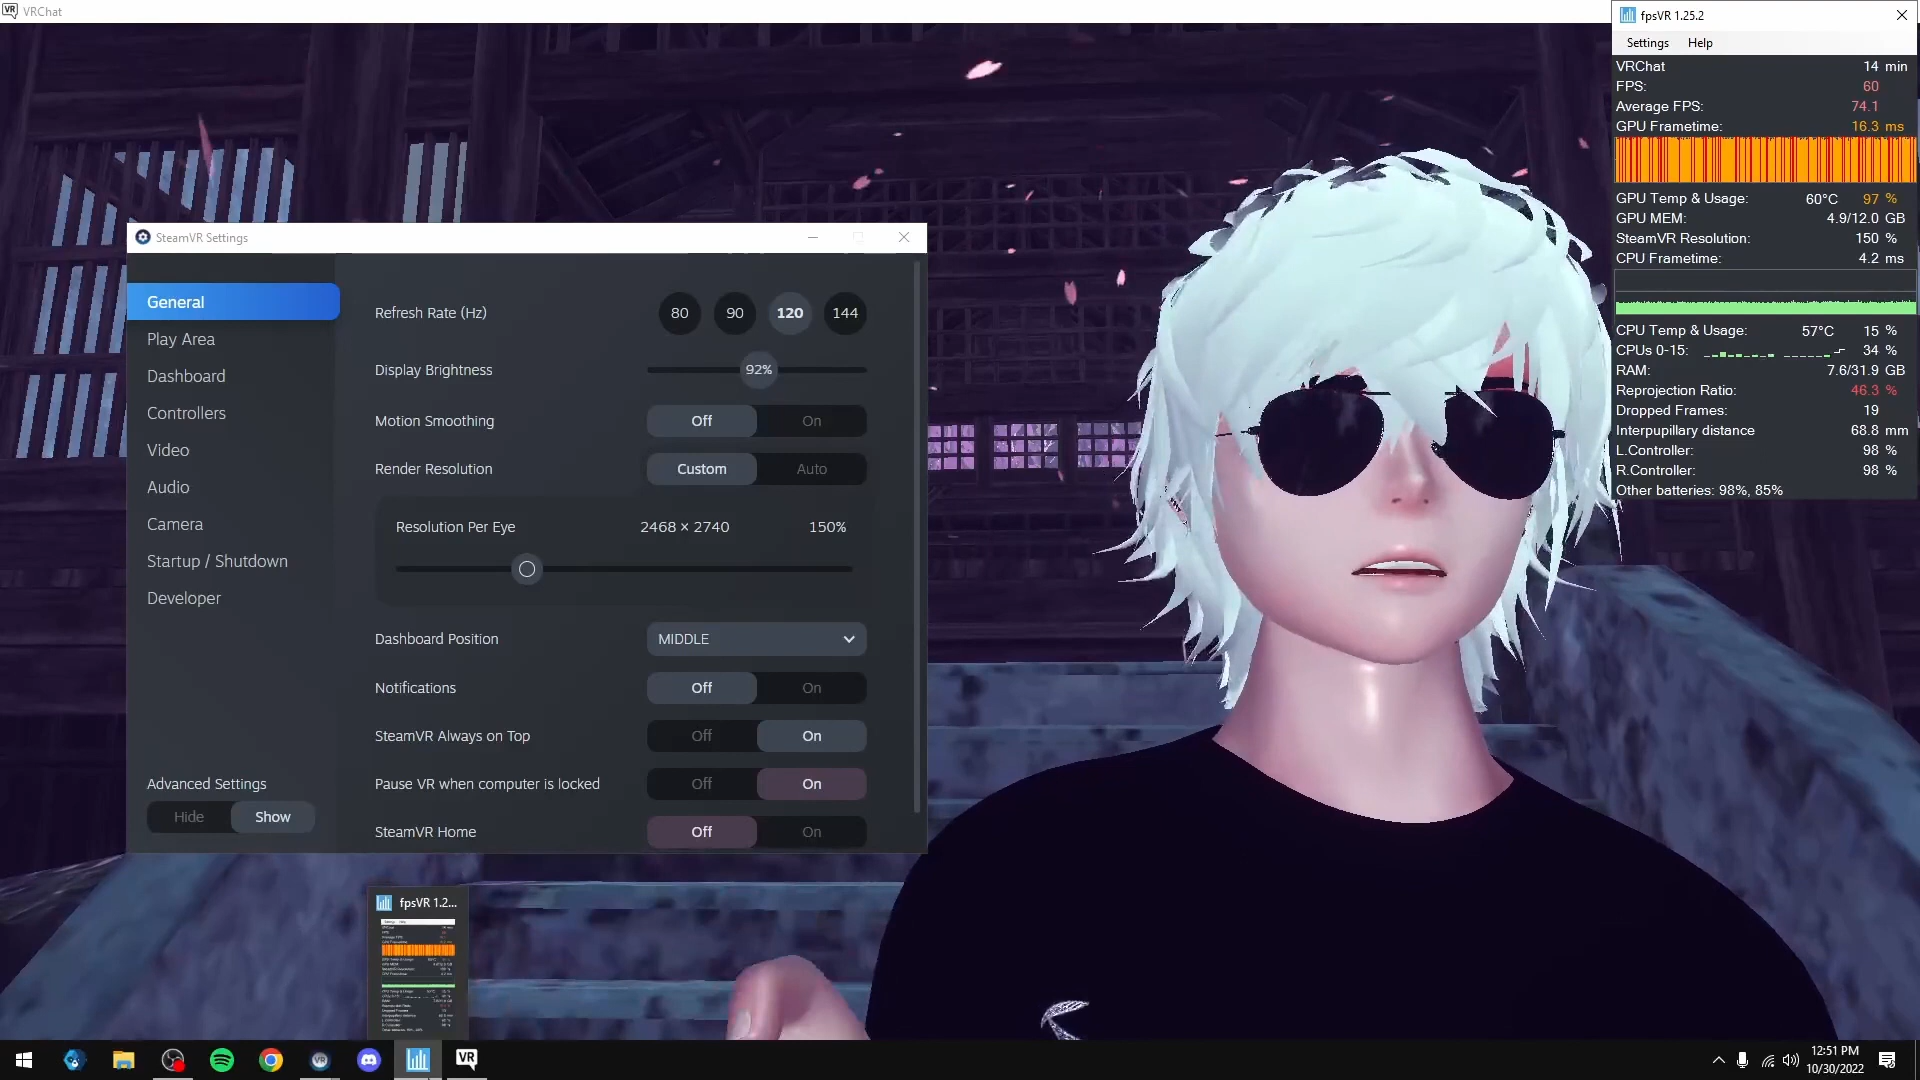 VRChat
fpsVR 1.25.2
Settings Help
VRChat 14 min
FPS: 60
Average FPS: 74.1
GPU Frametime: 16.3 ms
GPU Temp & Usage: 60°C 97 %
GPU MEM: 4.9/12.0 GB
SteamVR Resolution: 150 %
CPU Frametime: 4.2 ms
CPU Temp & Usage: 57°C 15 %
CPUs 0-15: 34 %
RAM: 7.6/31.9 GB
Reprojection Ratio: 46.3 %
Dropped Frames: 19
Interpupillary distance 68.8 mm
L.Controller: 98 %
R.Controller: 98 %
Other batteries: 98%, 85%
SteamVR Settings
General
Play Area
Dashboard
Controllers
Video
Audio
Camera
Startup / Shutdown
Developer
Advanced Settings
Hide Show
Refresh Rate (Hz) 80 90 120 144
Display Brightness 92%
Motion Smoothing Off On
Render Resolution Custom Auto
Resolution Per Eye 2468 × 2740 150%
Dashboard Position MIDDLE
Notifications Off On
SteamVR Always on Top Off On
Pause VR when computer is locked Off On
SteamVR Home Off On
fpsVR 1.2...
VR
VR
12:51 PM
10/30/2022